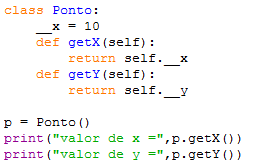 class Ponto:
    __x = 10
    def getX(self):
        return self.__x
    def getY(self):
        return self.__y

p = Ponto()
print("valor de x =",p.getX())
print("valor de y =",p.getY())